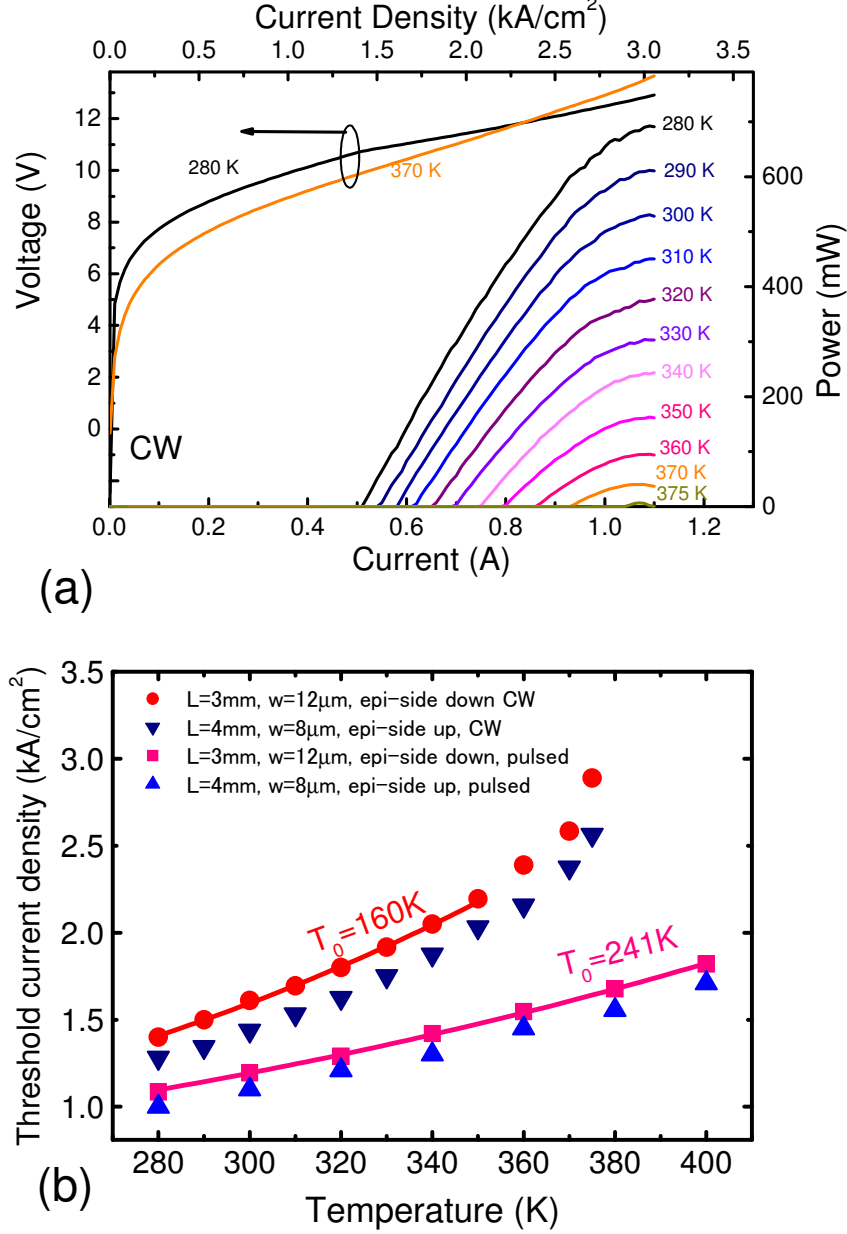 Current Density (kA/cm²)
0.0 0.5 1.0 1.5 2.0 2.5 3.0 3.5
Voltage (V)
12
10
8
6
4
2
0
280 K
370 K
CW
280 K
290 K
300 K
310 K
320 K
330 K
340 K
350 K
360 K
370 K
375 K
600
400
200
0
Power (mW)
0.0 0.2 0.4 0.6 0.8 1.0 1.2
Current (A)
(a)
Threshold current density (kA/cm²)
3.5
3.0
2.5
2.0
1.5
1.0
L=3mm, w=12μm, epi-side down CW
L=4mm, w=8μm, epi-side up, CW
L=3mm, w=12μm, epi-side down, pulsed
L=4mm, w=8μm, epi-side up, pulsed
T₀=160K
T₀=241K
280 300 320 340 360 380 400
Temperature (K)
(b)